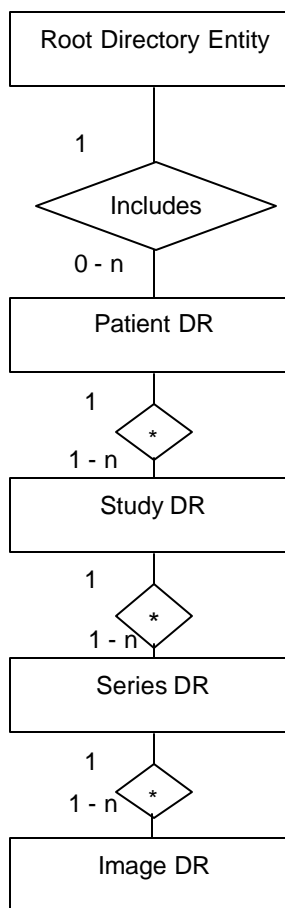 Root Directory Entity
1
Includes
0 - n
Patient DR
1
*
1 - n
Study DR
1
*
1 - n
Series DR
1
*
1 - n
Image DR